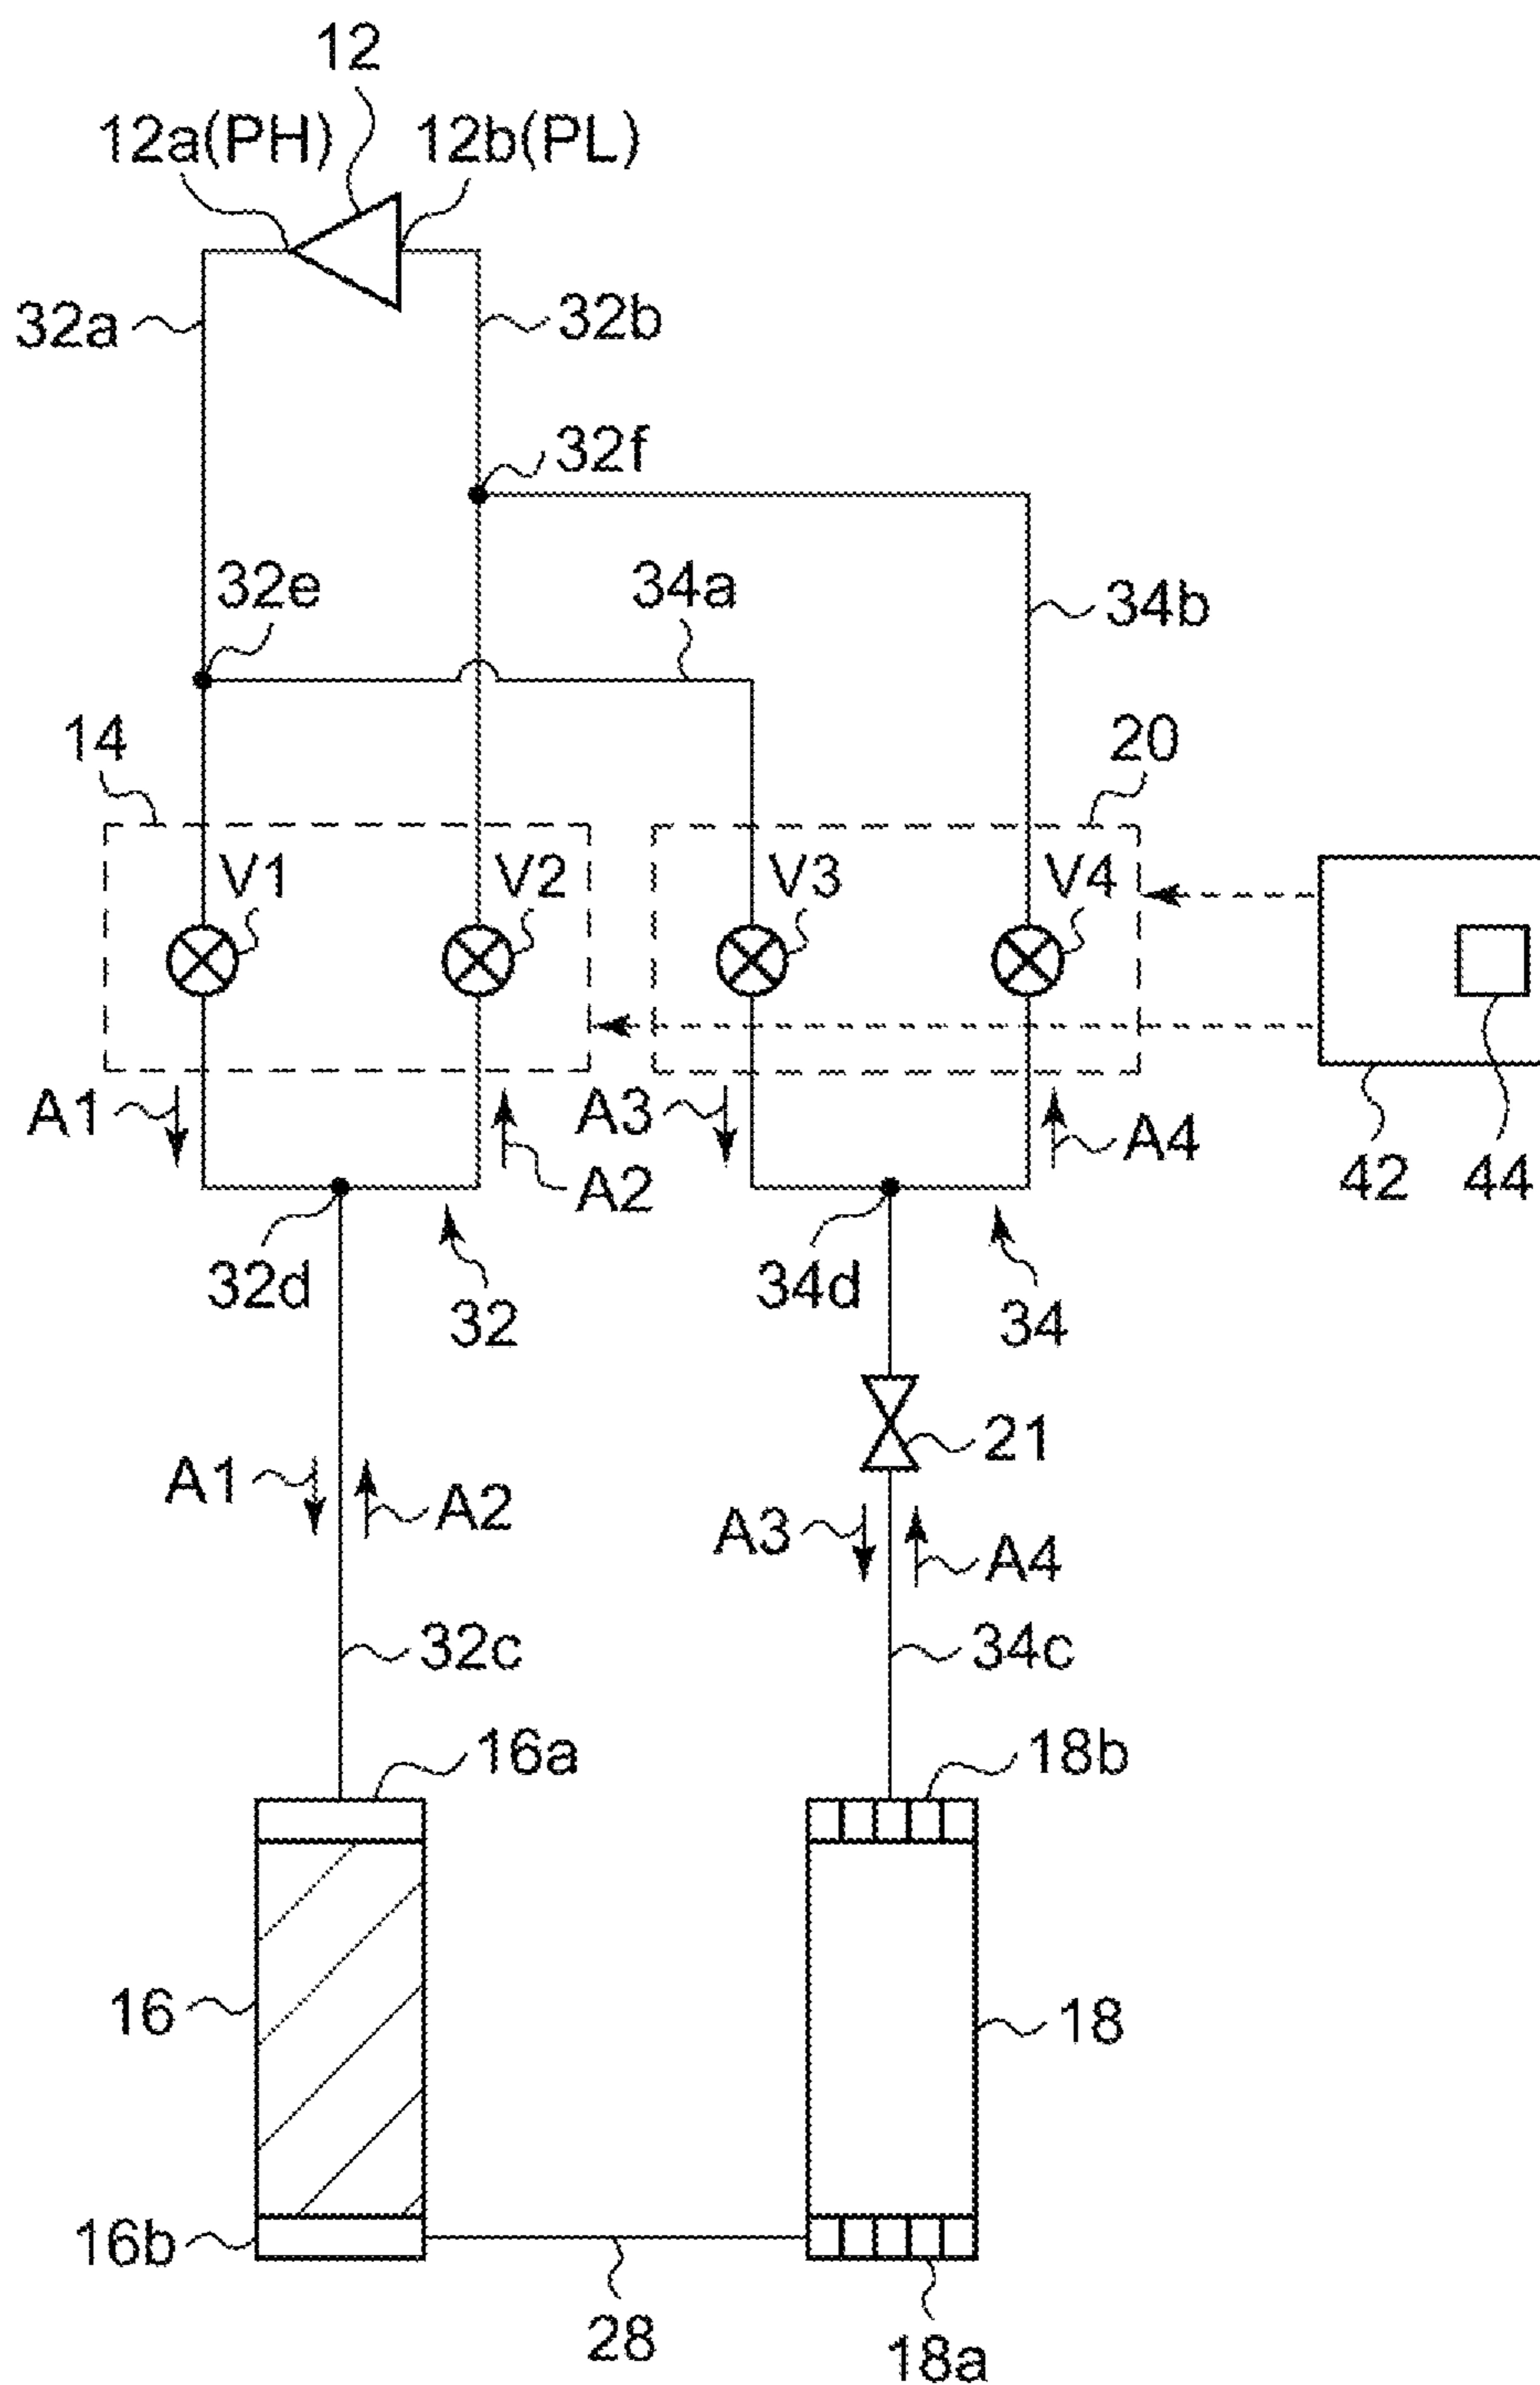 12
12a(PH) 12b(PL)
32a 32b
32f
32e 34a 34b
14 20
V1 V2 V3 V4
A1 A2 A3 A4
42 44
32d 32 34d 34
21
A1 A2 A3 A4
32c 34c
16a 18b
16 18
16b
28 18a